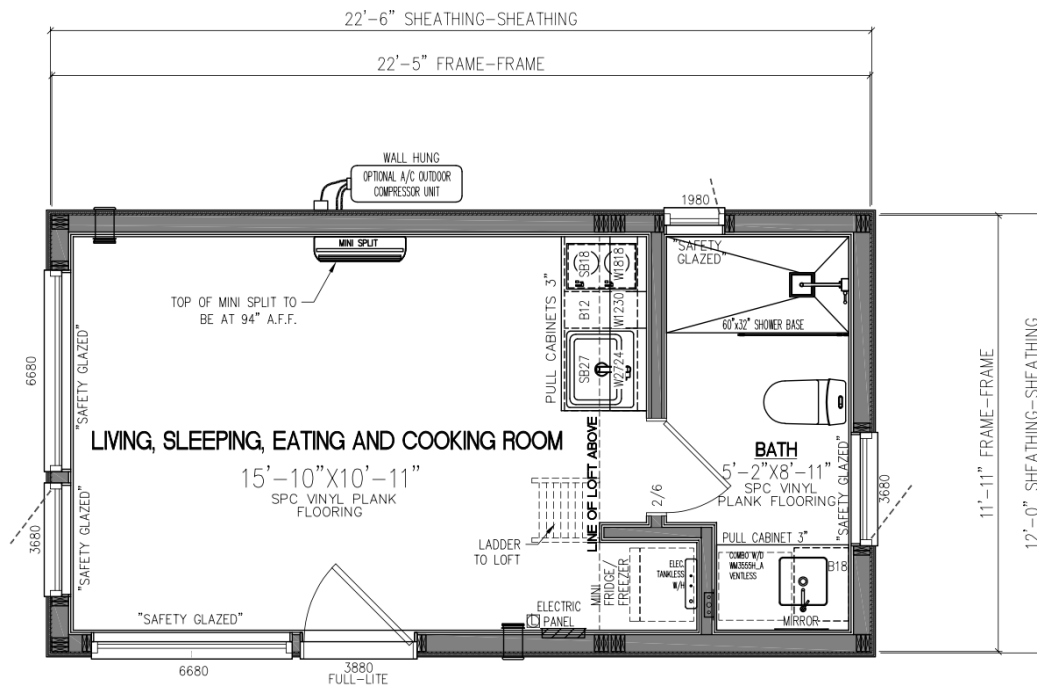 22'-6" SHEATHING-SHEATHING
22'-5" FRAME-FRAME
WALL HUNG
OPTIONAL A/C OUTDOOR
COMPRESSOR UNIT
1980
MINI SPLIT
"SAFETY
GLAZED"
TOP OF MINI SPLIT TO
BE AT 94" A.F.F.
PULL CABINETS 3"
SB18
W1818
B12
W1230
SB27
W2724
60"x32" SHOWER BASE
6680
"SAFETY GLAZED"
3680
"SAFETY GLAZED"
LIVING, SLEEPING, EATING AND COOKING ROOM
15'-10"X10'-11"
SPC VINYL PLANK
FLOORING
LINE OF LOFT ABOVE
LADDER
TO LOFT
2/6
BATH
5'-2"X8'-11"
SPC VINYL
PLANK FLOORING
"SAFETY GLAZED"
3680
11'-11" FRAME-FRAME
12'-0" SHEATHING-SHEATHING
PULL CABINET 3"
COMBO W/D
WM3555H_A
VENTLESS
B18
MIRROR
MINI
FRIDGE/
FREEZER
ELEC.
TANKLESS
W/H
ELECTRIC
PANEL
"SAFETY GLAZED"
6680
3880
FULL-LITE